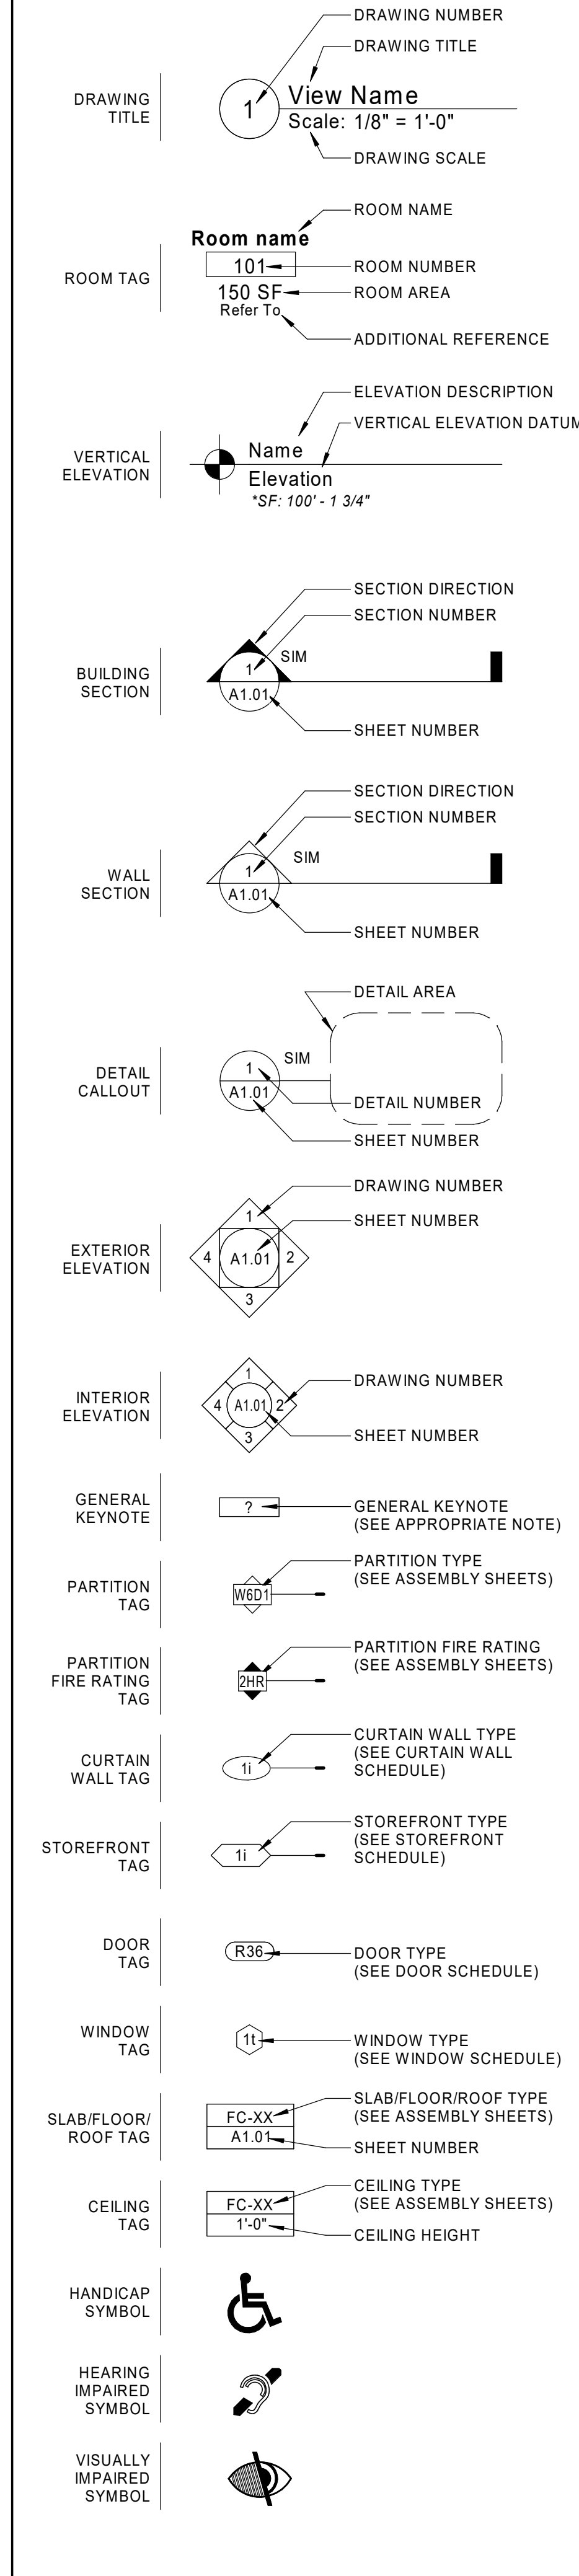 DRAWING NUMBER
DRAWING TITLE
DRAWING
TITLE
1
View Name
Scale: 1/8" = 1'-0"
DRAWING SCALE
ROOM NAME
Room name
ROOM TAG
101
ROOM NUMBER
150 SF
ROOM AREA
Refer To
ADDITIONAL REFERENCE
ELEVATION DESCRIPTION
VERTICAL ELEVATION DATUM
VERTICAL
ELEVATION
Name
Elevation
*SF: 100' - 1 3/4"
SECTION DIRECTION
SECTION NUMBER
BUILDING
SECTION
1
SIM
A1.01
SHEET NUMBER
SECTION DIRECTION
SECTION NUMBER
WALL
SECTION
1
SIM
A1.01
SHEET NUMBER
DETAIL AREA
DETAIL
CALLOUT
1
SIM
A1.01
DETAIL NUMBER
SHEET NUMBER
DRAWING NUMBER
SHEET NUMBER
EXTERIOR
ELEVATION
1
4
A1.01
2
3
INTERIOR
ELEVATION
1
4
A1.01
2
3
DRAWING NUMBER
SHEET NUMBER
GENERAL
KEYNOTE
?
GENERAL KEYNOTE
(SEE APPROPRIATE NOTE)
PARTITION
TAG
W6D1
PARTITION TYPE
(SEE ASSEMBLY SHEETS)
PARTITION
FIRE RATING
TAG
2HR
PARTITION FIRE RATING
(SEE ASSEMBLY SHEETS)
CURTAIN
WALL TAG
1i
CURTAIN WALL TYPE
(SEE CURTAIN WALL
SCHEDULE)
STOREFRONT
TAG
1i
STOREFRONT TYPE
(SEE STOREFRONT
SCHEDULE)
DOOR
TAG
R36
DOOR TYPE
(SEE DOOR SCHEDULE)
WINDOW
TAG
1t
WINDOW TYPE
(SEE WINDOW SCHEDULE)
SLAB/FLOOR/
ROOF TAG
FC-XX
A1.01
SLAB/FLOOR/ROOF TYPE
(SEE ASSEMBLY SHEETS)
SHEET NUMBER
CEILING
TAG
FC-XX
1'-0"
CEILING TYPE
(SEE ASSEMBLY SHEETS)
CEILING HEIGHT
HANDICAP
SYMBOL
HEARING
IMPAIRED
SYMBOL
VISUALLY
IMPAIRED
SYMBOL